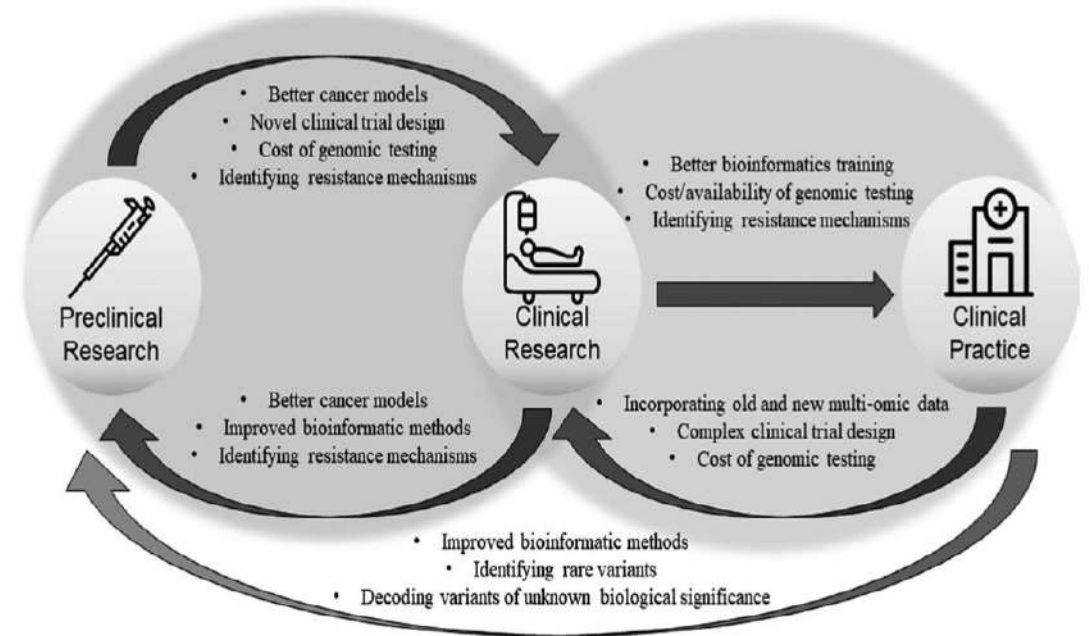 • Better cancer models
• Novel clinical trial design
• Cost of genomic testing
• Identifying resistance mechanisms
• Better bioinformatics training
• Cost/availability of genomic testing
• Identifying resistance mechanisms
Preclinical
Research
Clinical
Research
Clinical
Practice
• Better cancer models
• Improved bioinformatic methods
• Identifying resistance mechanisms
• Incorporating old and new multi-omic data
• Complex clinical trial design
• Cost of genomic testing
• Improved bioinformatic methods
• Identifying rare variants
• Decoding variants of unknown biological significance